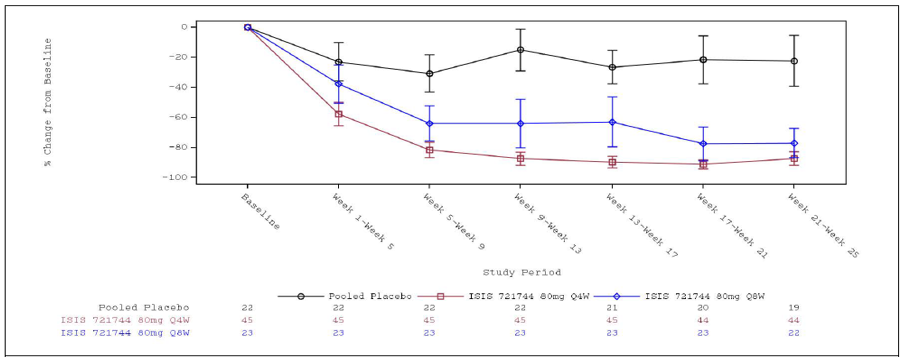 % Change from Baseline
0
-20
-40
-60
-80
-100
Baseline
Week 1-Week 5
Week 5-Week 9
Week 9-Week 13
Week 13-Week 17
Week 17-Week 21
Week 21-Week 25
Study Period
Pooled Placebo ISIS 721744 80mg Q4W ISIS 721744 80mg Q8W
Pooled Placebo 22 22 22 22 21 20 19
ISIS 721744 80mg Q4W 45 45 45 45 45 44 44
ISIS 721744 80mg Q8W 23 23 23 23 23 23 22